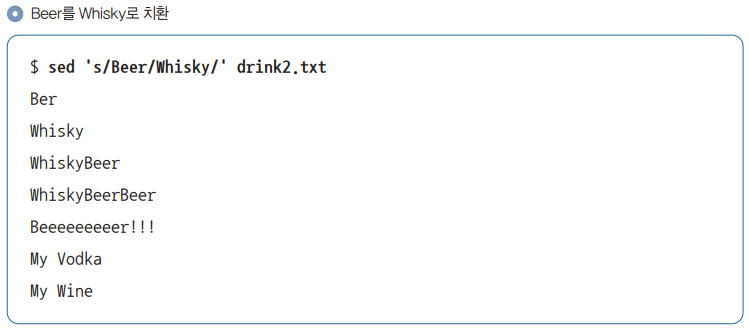 Beer를 Whisky로 치환
$ sed 's/Beer/Whisky/' drink2.txt
Ber
Whisky
WhiskyBeer
WhiskyBeerBeer
Beeeeeeeeer!!!
My Vodka
My Wine